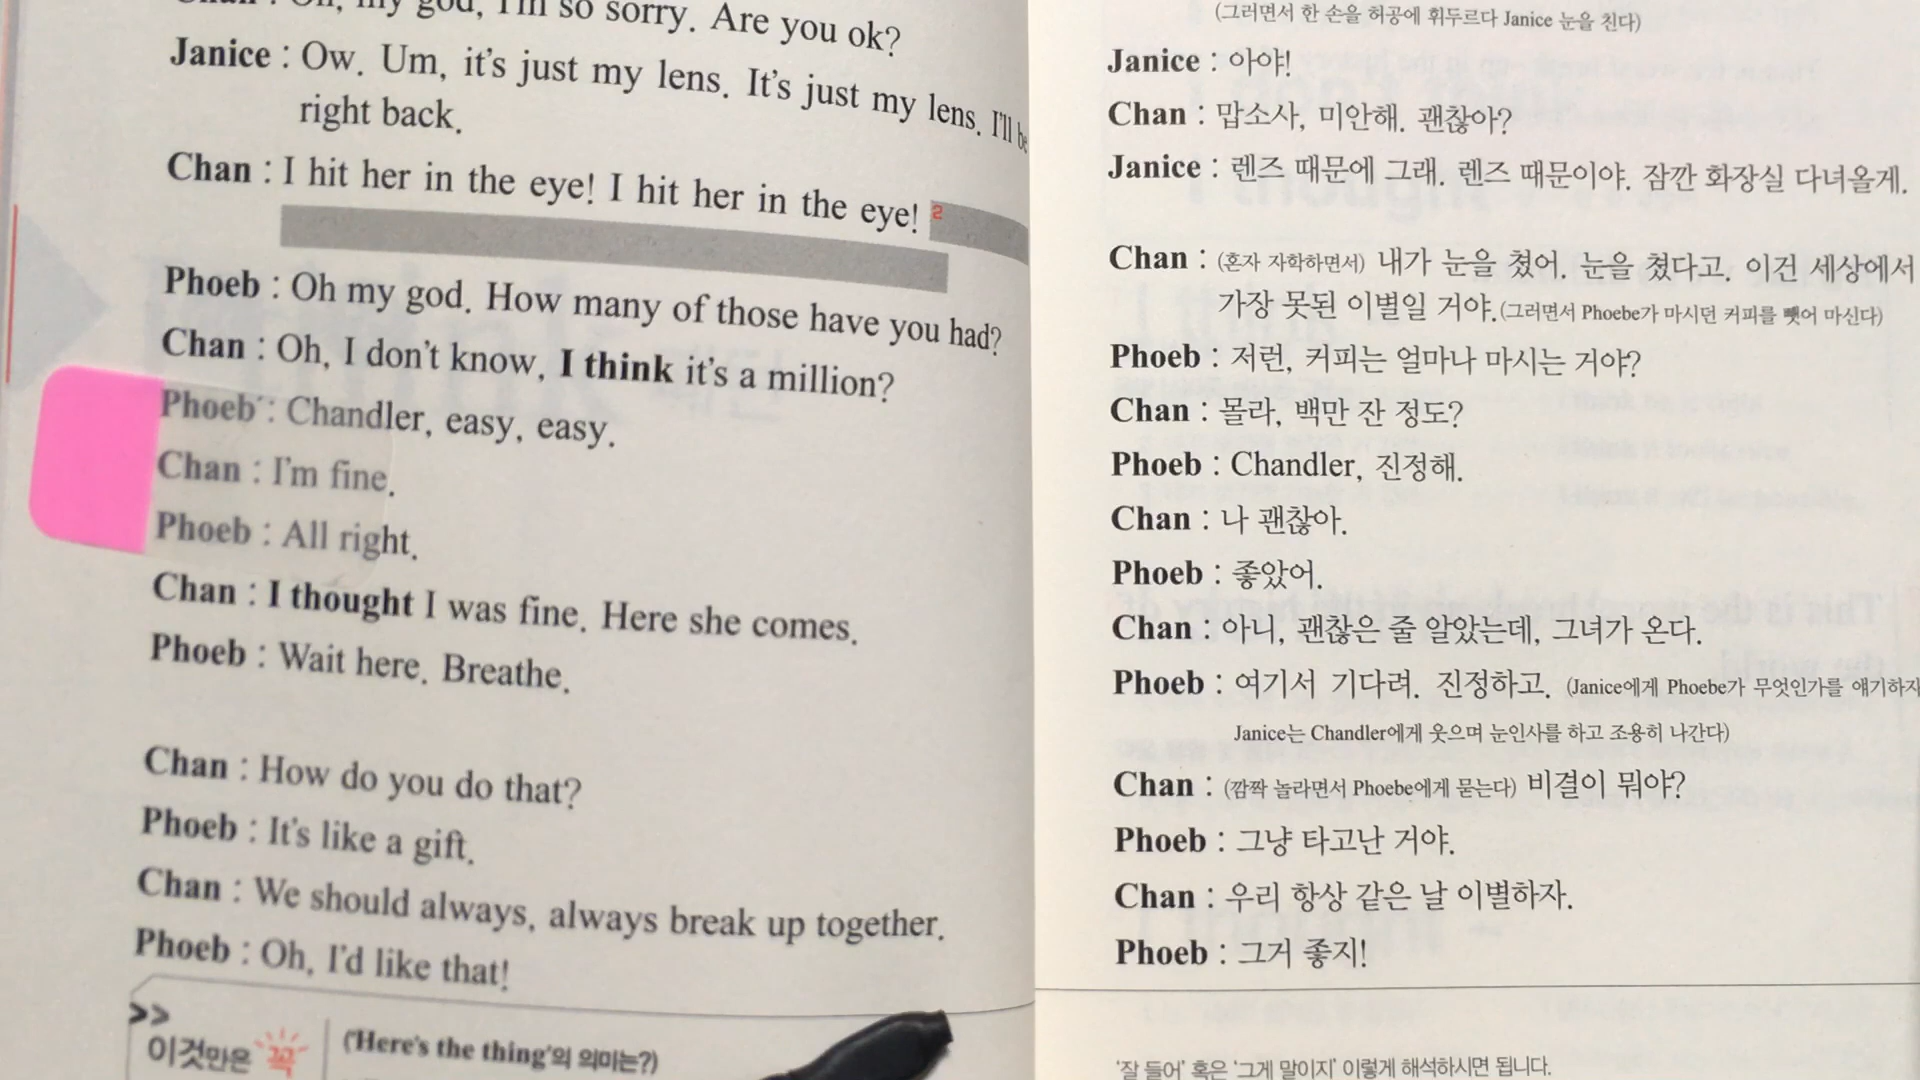 Oh, my god, I'm so sorry. Are you ok?
Janice : Ow. Um, it's just my lens. It's just my lens. I'll be
right back.
Chan : I hit her in the eye! I hit her in the eye! 2
Phoeb : Oh my god. How many of those have you had?
Chan : Oh, I don't know, I think it's a million?
Phoeb : Chandler, easy, easy.
Chan : I'm fine.
Phoeb : All right.
Chan : I thought I was fine. Here she comes.
Phoeb : Wait here. Breathe.
Chan : How do you do that?
Phoeb : It's like a gift.
Chan : We should always, always break up together.
Phoeb : Oh, I'd like that!
>>
이것만은 꼭
('Here's the thing'의 의미는?)
(그러면서 한 손을 허공에 휘두르다 Janice 눈을 친다)
Janice : 아야!
Chan : 맙소사, 미안해. 괜찮아?
Janice : 렌즈 때문에 그래. 렌즈 때문이야. 잠깐 화장실 다녀올게.
Chan : (혼자 자학하면서) 내가 눈을 쳤어. 눈을 쳤다고. 이건 세상에서
가장 못된 이별일 거야.(그러면서 Phoebe가 마시던 커피를 뺏어 마신다)
Phoeb : 저런, 커피는 얼마나 마시는 거야?
Chan : 몰라, 백만 잔 정도?
Phoeb : Chandler, 진정해.
Chan : 나 괜찮아.
Phoeb : 좋았어.
Chan : 아니, 괜찮은 줄 알았는데, 그녀가 온다.
Phoeb : 여기서 기다려. 진정하고. (Janice에게 Phoebe가 무엇인가를 얘기하자
Janice는 Chandler에게 웃으며 눈인사를 하고 조용히 나간다)
Chan : (깜짝 놀라면서 Phoebe에게 묻는다) 비결이 뭐야?
Phoeb : 그냥 타고난 거야.
Chan : 우리 항상 같은 날 이별하자.
Phoeb : 그거 좋지!
'잘 들어' 혹은 '그게 말이지' 이렇게 해석하시면 됩니다.